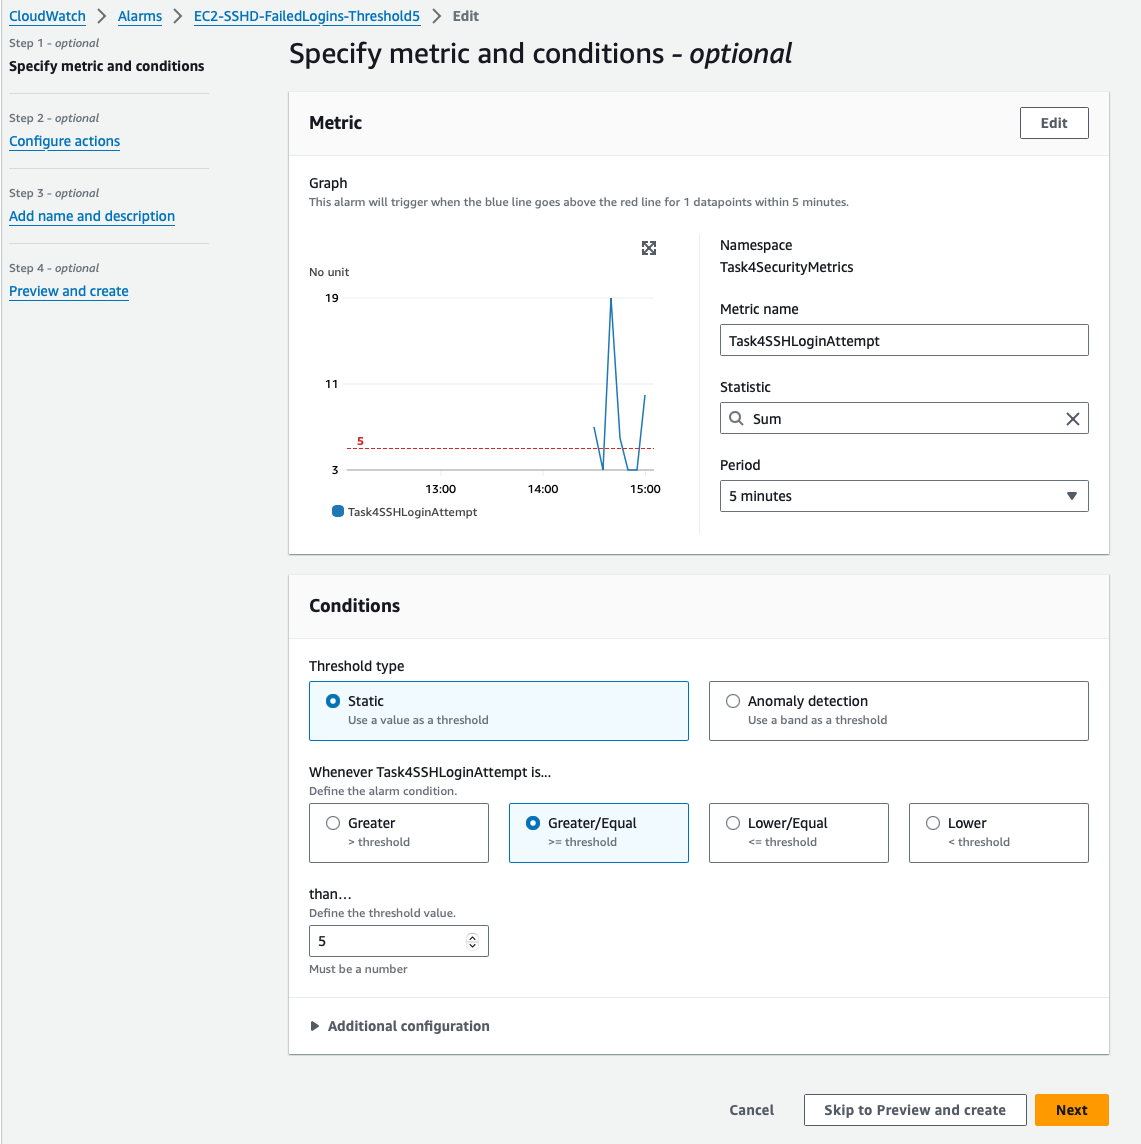 CloudWatch > Alarms > EC2-SSHD-FailedLogins-Threshold5 > Edit
Step 1 - optional
Specify metric and conditions
Step 2 - optional
Configure actions
Step 3 - optional
Add name and description
Step 4 - optional
Preview and create
Specify metric and conditions - optional
Metric
Edit
Graph
This alarm will trigger when the blue line goes above the red line for 1 datapoints within 5 minutes.
No unit
19
11
5
3
13:00 14:00 15:00
Task4SSHLoginAttempt
Namespace
Task4SecurityMetrics
Metric name
Task4SSHLoginAttempt
Statistic
Sum
Period
5 minutes
Conditions
Threshold type
Static
Use a value as a threshold
Anomaly detection
Use a band as a threshold
Whenever Task4SSHLoginAttempt is...
Define the alarm condition.
Greater
> threshold
Greater/Equal
>= threshold
Lower/Equal
<= threshold
Lower
< threshold
than...
Define the threshold value.
5
Must be a number
Additional configuration
Cancel
Skip to Preview and create
Next